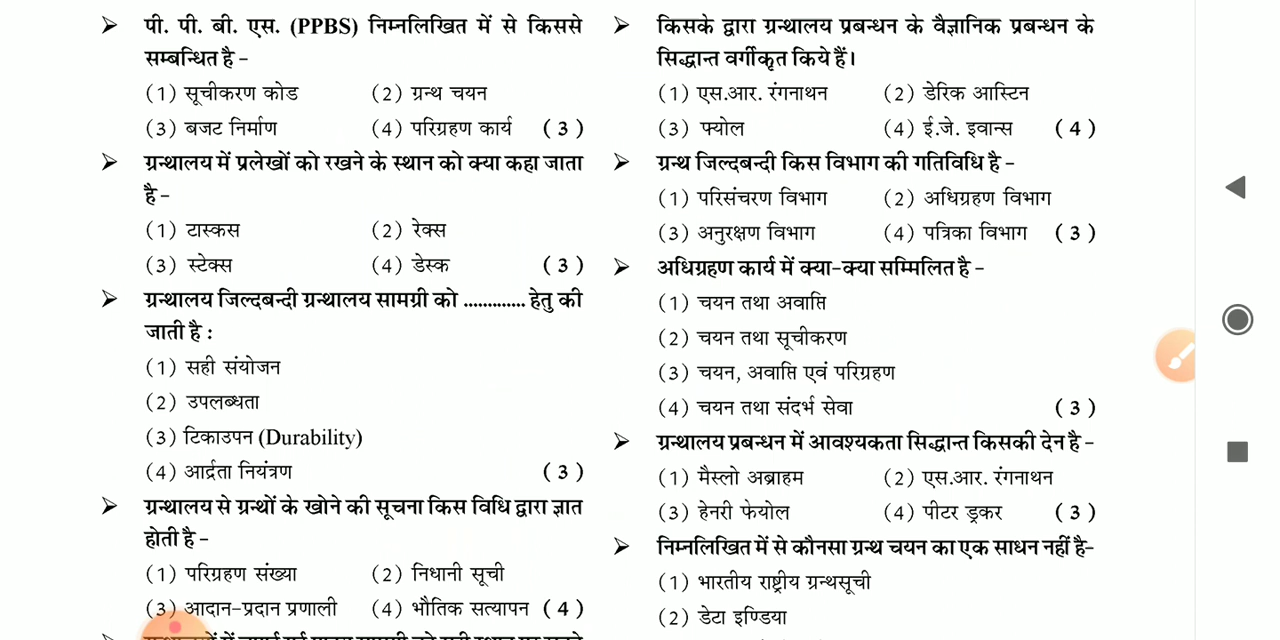 ➢ पी. पी. बी. एस. (PPBS) निम्नलिखित में से किससे
सम्बन्धित है -
(1) सूचीकरण कोड (2) ग्रन्थ चयन
(3) बजट निर्माण (4) परिग्रहण कार्य (3)
➢ ग्रन्थालय में प्रलेखों को रखने के स्थान को क्या कहा जाता
है -
(1) टास्कस (2) रेक्स
(3) स्टेक्स (4) डेस्क (3)
➢ ग्रन्थालय जिल्दबन्दी ग्रन्थालय सामग्री को ............. हेतु की
जाती है :
(1) सही संयोजन
(2) उपलब्धता
(3) टिकाउपन (Durability)
(4) आर्द्रता नियंत्रण (3)
➢ ग्रन्थालय से ग्रन्थों के खोने की सूचना किस विधि द्वारा ज्ञात
होती है -
(1) परिग्रहण संख्या (2) निधानी सूची
(3) आदान-प्रदान प्रणाली (4) भौतिक सत्यापन (4)
➢ किसके द्वारा ग्रन्थालय प्रबन्धन के वैज्ञानिक प्रबन्धन के
सिद्धान्त वर्गीकृत किये हैं।
(1) एस.आर. रंगनाथन (2) डेरिक आस्टिन
(3) फ्योल (4) ई.जे. इवान्स (4)
➢ ग्रन्थ जिल्दबन्दी किस विभाग की गतिविधि है -
(1) परिसंचरण विभाग (2) अधिग्रहण विभाग
(3) अनुरक्षण विभाग (4) पत्रिका विभाग (3)
➢ अधिग्रहण कार्य में क्या-क्या सम्मिलित है -
(1) चयन तथा अवाप्ति
(2) चयन तथा सूचीकरण
(3) चयन, अवाप्ति एवं परिग्रहण
(4) चयन तथा संदर्भ सेवा (3)
➢ ग्रन्थालय प्रबन्धन में आवश्यकता सिद्धान्त किसकी देन है -
(1) मैस्लो अब्राहम (2) एस.आर. रंगनाथन
(3) हेनरी फेयोल (4) पीटर ड्रकर (3)
➢ निम्नलिखित में से कौनसा ग्रन्थ चयन का एक साधन नहीं है-
(1) भारतीय राष्ट्रीय ग्रन्थसूची
(2) डेटा इण्डिया